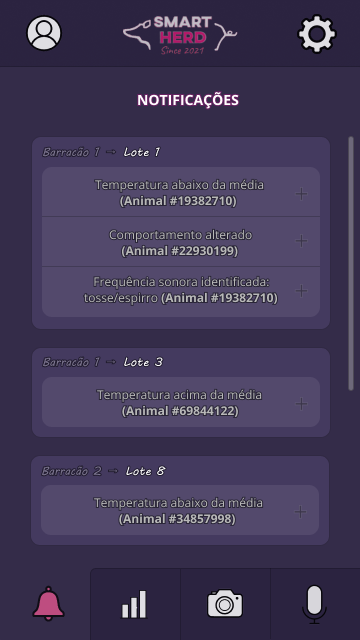 SMART
HERD
Since 2021
NOTIFICAÇÕES
Barracão 1 → Lote 1
Temperatura abaixo da média
(Animal #19382710)
Comportamento alterado
(Animal #22930199)
Frequência sonora identificada:
tosse/espirro (Animal #19382710)
Barracão 1 → Lote 3
Temperatura acima da média
(Animal #69844122)
Barracão 2 → Lote 8
Temperatura abaixo da média
(Animal #34857998)